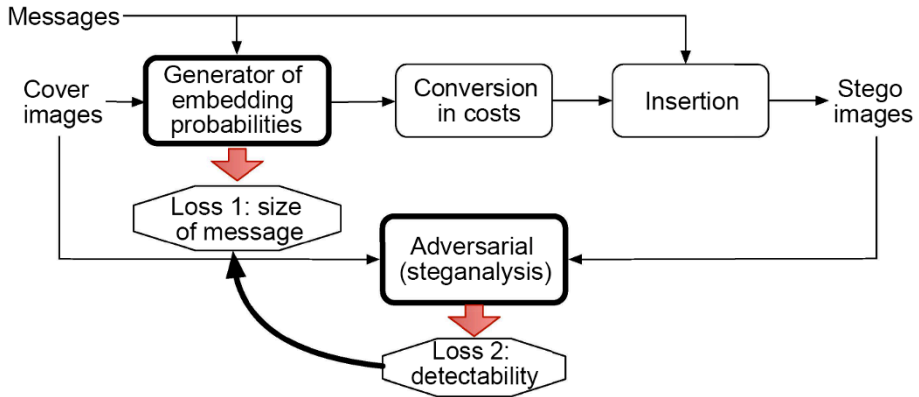 Messages
Cover
images
Generator of
embedding
probabilities
Conversion
in costs
Insertion
Stego
images
Loss 1: size
of message
Adversarial
(steganalysis)
Loss 2:
detectability